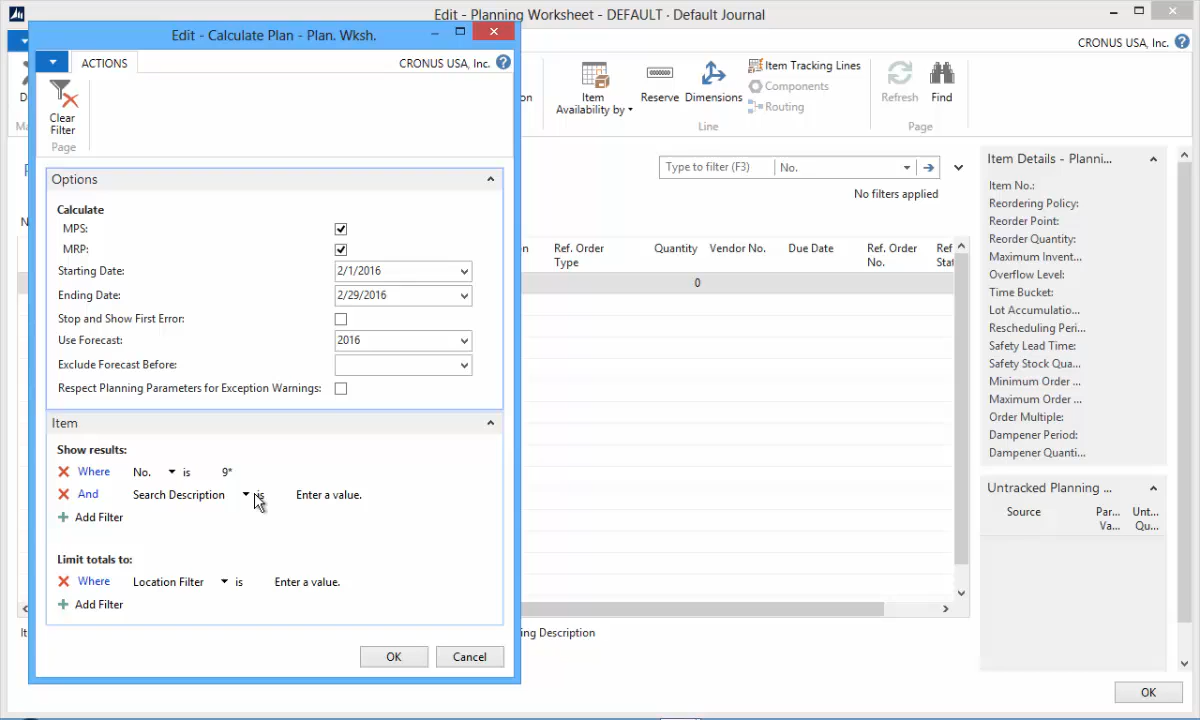 Edit - Planning Worksheet - DEFAULT · Default Journal
Edit - Calculate Plan - Plan. Wksh.
CRONUS USA, Inc.
ACTIONS
CRONUS USA, Inc.
Clear
Filter
Page
Item
Availability by
Reserve
Dimensions
Item Tracking Lines
Components
Routing
Line
Refresh
Find
Page
Options
Calculate
MPS:
MRP:
Starting Date: 2/1/2016
Ending Date: 2/29/2016
Stop and Show First Error:
Use Forecast: 2016
Exclude Forecast Before:
Respect Planning Parameters for Exception Warnings:
Item
Show results:
Where No. is 9*
And Search Description is Enter a value.
Add Filter
Limit totals to:
Where Location Filter is Enter a value.
Add Filter
OK Cancel
Type to filter (F3) No.
No filters applied
Ref. Order
Type
Quantity
Vendor No.
Due Date
Ref. Order
No.
Ref
Sta
0
ing Description
Item Details - Planni...
Item No.:
Reordering Policy:
Reorder Point:
Reorder Quantity:
Maximum Invent...
Overflow Level:
Time Bucket:
Lot Accumulatio...
Rescheduling Peri...
Safety Lead Time:
Safety Stock Qua...
Minimum Order ...
Maximum Order ...
Order Multiple:
Dampener Period:
Dampener Quanti...
Untracked Planning ...
Source
Par...
Va...
Unt...
Qu...
OK